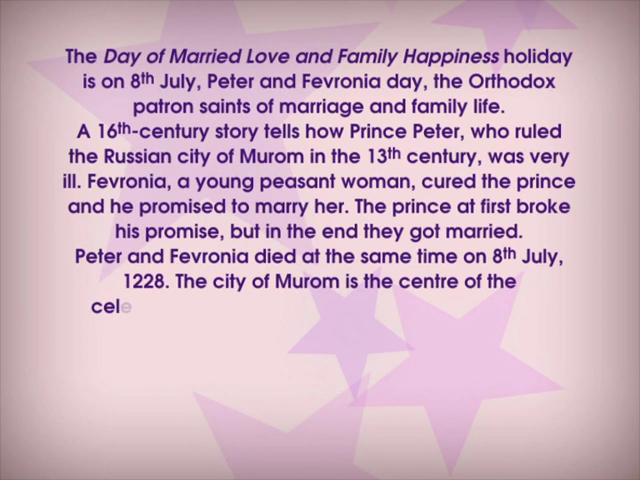 The Day of Married Love and Family Happiness holiday
is on 8th July, Peter and Fevronia day, the Orthodox
patron saints of marriage and family life.
A 16th-century story tells how Prince Peter, who ruled
the Russian city of Murom in the 13th century, was very
ill. Fevronia, a young peasant woman, cured the prince
and he promised to marry her. The prince at first broke
his promise, but in the end they got married.
Peter and Fevronia died at the same time on 8th July,
1228. The city of Murom is the centre of the
cele